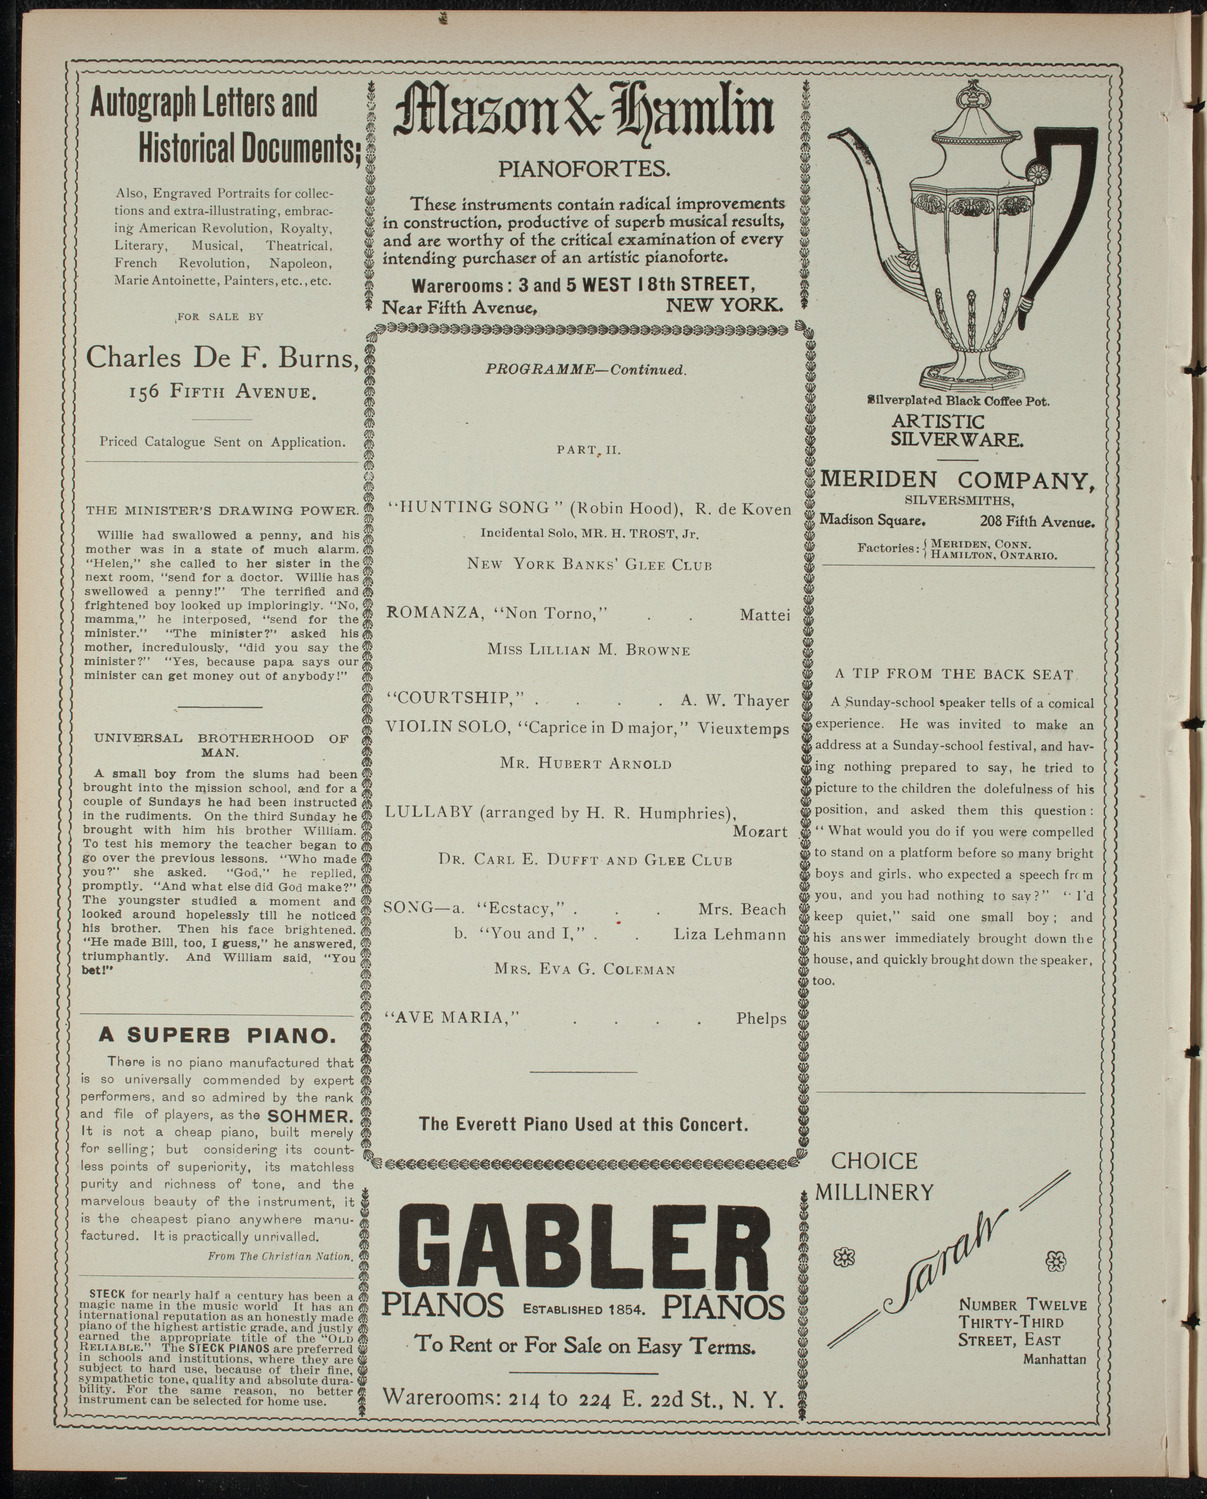 Autograph Letters and
Historical Documents;
Also, Engraved Portraits for collec-
tions and extra-illustrating, embrac-
ing American Revolution, Royalty,
Literary, Musical, Theatrical,
French Revolution, Napoleon,
Marie Antoinette, Painters, etc., etc.
FOR SALE BY
Charles De F. Burns,
156 FIFTH AVENUE.
Priced Catalogue Sent on Application.
THE MINISTER'S DRAWING POWER.
Willie had swallowed a penny, and his
mother was in a state of much alarm.
"Helen," she called to her sister in the
next room, "send for a doctor. Willie has
swellowed a penny!" The terrified and
frightened boy looked up imploringly. "No,
mamma," he interposed, "send for the
minister." "The minister?" asked his
mother, incredulously, "did you say the
minister?" "Yes, because papa says our
minister can get money out of anybody!"
UNIVERSAL BROTHERHOOD OF
MAN.
A small boy from the slums had been
brought into the mission school, and for a
couple of Sundays he had been instructed
in the rudiments. On the third Sunday he
brought with him his brother William.
To test his memory the teacher began to
go over the previous lessons. "Who made
you?" she asked. "God," he replied,
promptly. "And what else did God make?"
The youngster studied a moment and
looked around hopelessly till he noticed
his brother. Then his face brightened.
"He made Bill, too, I guess," he answered,
triumphantly. And William said, "You
bet!"
A SUPERB PIANO.
There is no piano manufactured that
is so universally commended by expert
performers, and so admired by the rank
and file of players, as the SOHMER.
It is not a cheap piano, built merely
for selling; but considering its count-
less points of superiority, its matchless
purity and richness of tone, and the
marvelous beauty of the instrument, it
is the cheapest piano anywhere manu-
factured. It is practically unrivalled.
From The Christian Nation.
STECK for nearly half a century has been a
magic name in the music world It has an
international reputation as an honestly made
piano of the highest artistic grade, and justly
earned the appropriate title of the "OLD
RELIABLE." The STECK PIANOS are preferred
in schools and institutions, where they are
subject to hard use, because of their fine,
sympathetic tone, quality and absolute dura-
bility. For the same reason, no better
instrument can be selected for home use.
Mason & Hamlin
PIANOFORTES.
These instruments contain radical improvements
in construction, productive of superb musical results,
and are worthy of the critical examination of every
intending purchaser of an artistic pianoforte.
Warerooms: 3 and 5 WEST 18th STREET,
Near Fifth Avenue, NEW YORK.
PROGRAMME—Continued.
PART, II.
"HUNTING SONG" (Robin Hood), R. de Koven
Incidental Solo, MR. H. TROST, Jr.
NEW YORK BANKS' GLEE CLUB
ROMANZA, "Non Torno," . . Mattei
MISS LILLIAN M. BROWNE
"COURTSHIP," . . . . A. W. Thayer
VIOLIN SOLO, "Caprice in D major," Vieuxtemps
MR. HUBERT ARNOLD
LULLABY (arranged by H. R. Humphries),
Mozart
DR. CARL E. DUFFT AND GLEE CLUB
SONG—a. "Ecstacy," . . . Mrs. Beach
b. "You and I," . . Liza Lehmann
MRS. EVA G. COLEMAN
"AVE MARIA," . . . . Phelps
The Everett Piano Used at this Concert.
GABLER
PIANOS ESTABLISHED 1854. PIANOS
To Rent or For Sale on Easy Terms.
Warerooms: 214 to 224 E. 22d St., N. Y.
Silverplated Black Coffee Pot.
ARTISTIC
SILVERWARE.
MERIDEN COMPANY,
SILVERSMITHS,
Madison Square. 208 Fifth Avenue.
Factories: { MERIDEN, CONN.
{ HAMILTON, ONTARIO.
A TIP FROM THE BACK SEAT
A Sunday-school speaker tells of a comical
experience. He was invited to make an
address at a Sunday-school festival, and hav-
ing nothing prepared to say, he tried to
picture to the children the dolefulness of his
position, and asked them this question:
"What would you do if you were compelled
to stand on a platform before so many bright
boys and girls. who expected a speech from
you, and you had nothing to say?" "I'd
keep quiet," said one small boy; and
his answer immediately brought down the
house, and quickly brought down the speaker,
too.
CHOICE
MILLINERY
Sarah
NUMBER TWELVE
THIRTY-THIRD
STREET, EAST
Manhattan